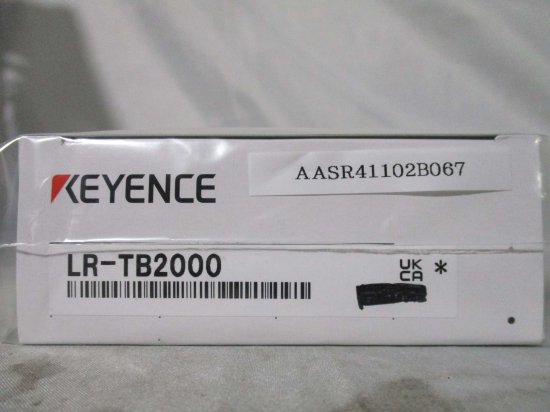 KEYENCE
AASR41102B067
LR-TB2000
UK
CA
*